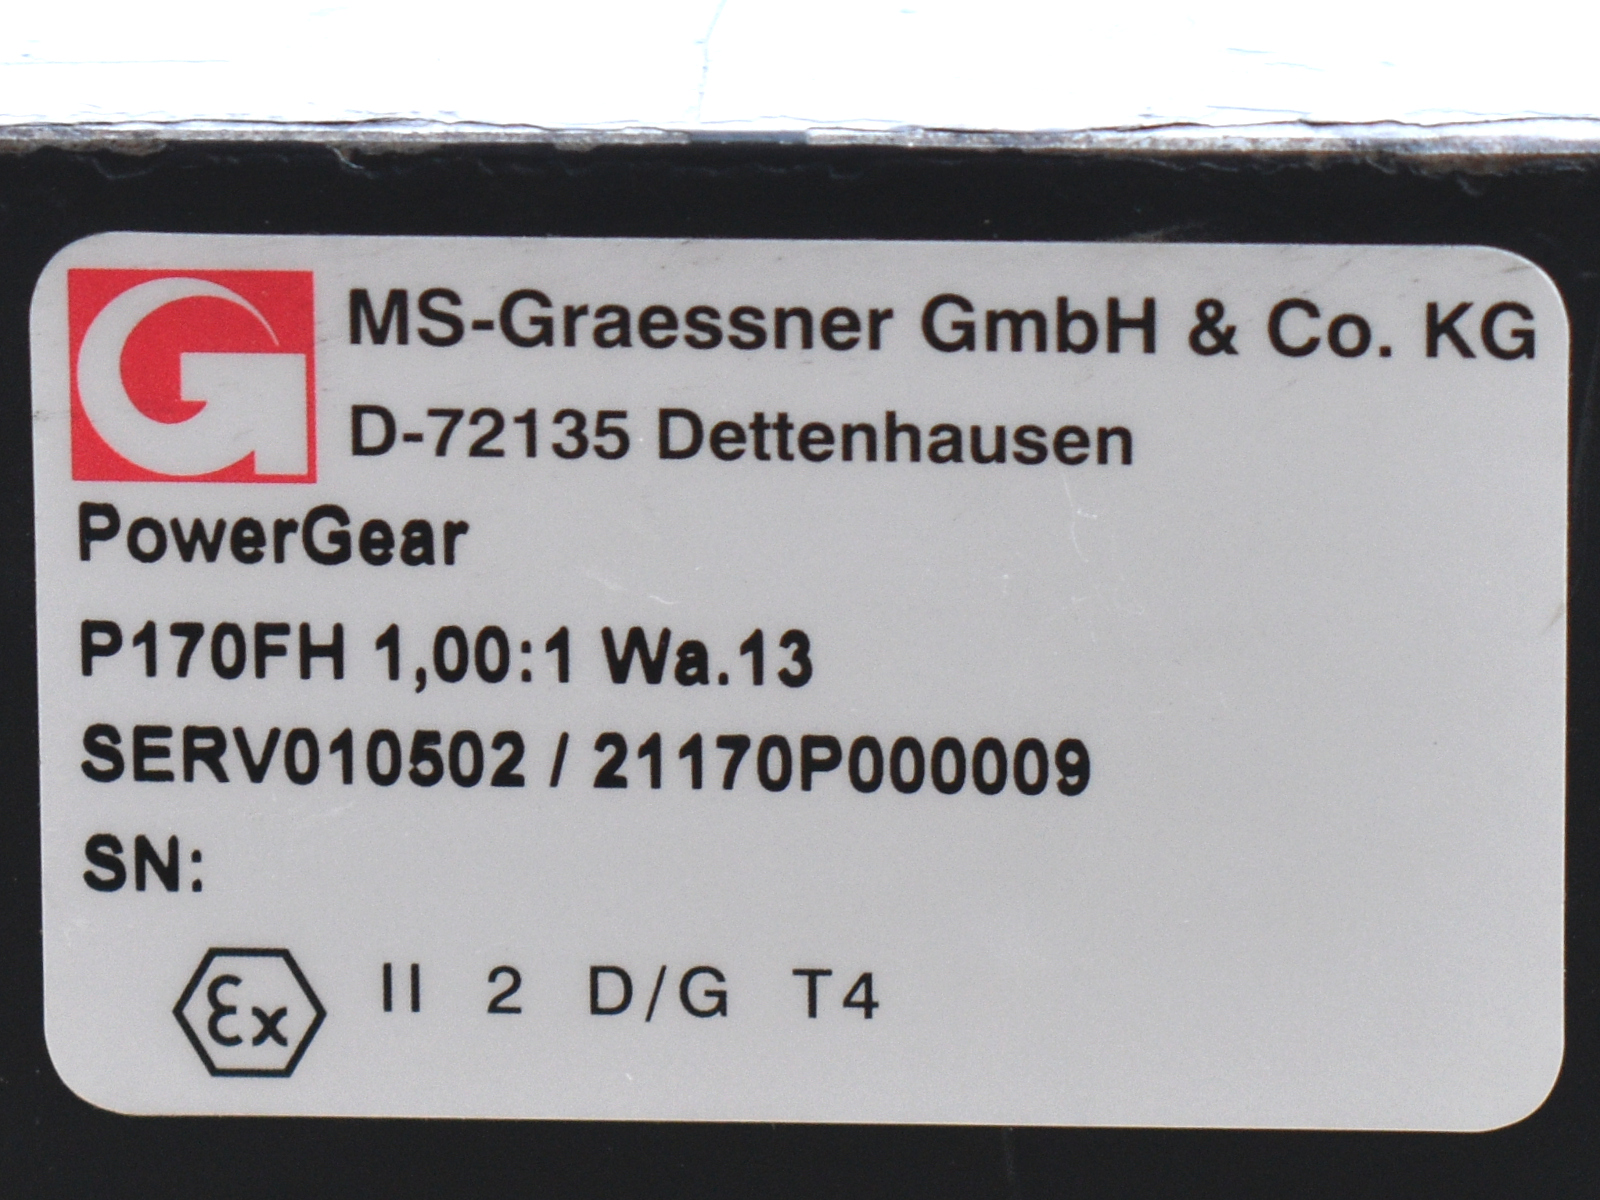 G MS-Graessner GmbH & Co. KG
D-72135 Dettenhausen
PowerGear
P170FH 1,00:1 Wa.13
SERV010502 / 21170P000009
SN:
Ex II 2 D/G T4